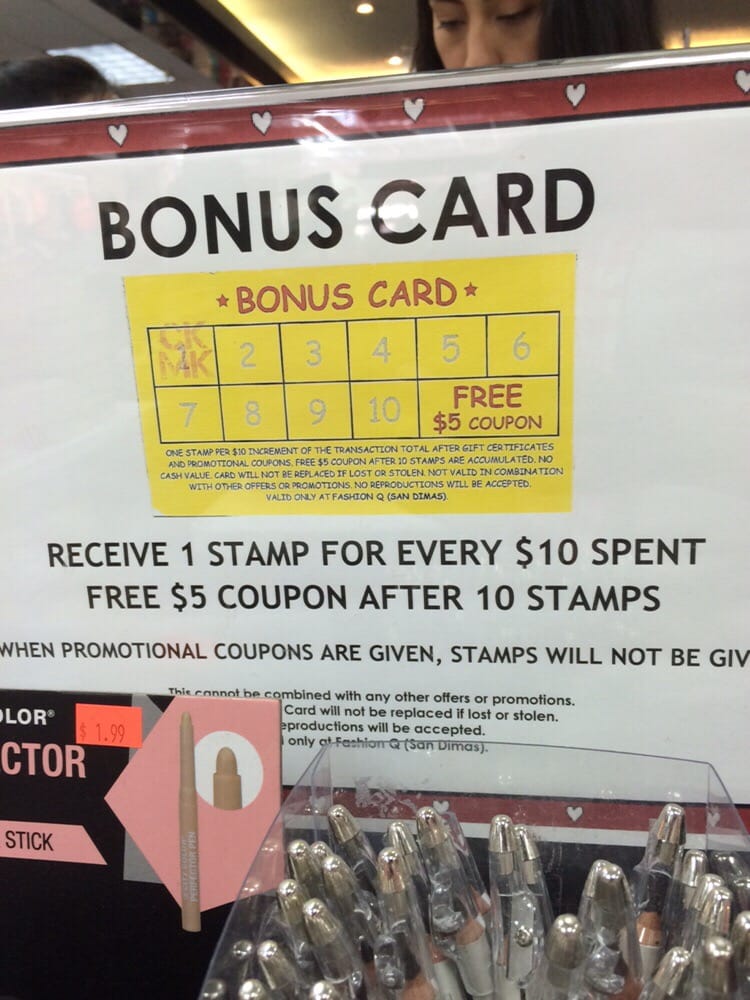 BONUS CARD
★BONUS CARD★
1 2 3 4 5 6
7 8 9 10 FREE
$5 COUPON
ONE STAMP PER $10 INCREMENT OF THE TRANSACTION TOTAL AFTER GIFT CERTIFICATES
AND PROMOTIONAL COUPONS. FREE $5 COUPON AFTER 10 STAMPS ARE ACCUMULATED. NO
CASH VALUE. CARD WILL NOT BE REPLACED IF LOST OR STOLEN. NOT VALID IN COMBINATION
WITH OTHER OFFERS OR PROMOTIONS. NO REPRODUCTIONS WILL BE ACCEPTED.
VALID ONLY AT FASHION Q (SAN DIMAS).
RECEIVE 1 STAMP FOR EVERY $10 SPENT
FREE $5 COUPON AFTER 10 STAMPS
WHEN PROMOTIONAL COUPONS ARE GIVEN, STAMPS WILL NOT BE GIV
This cannot be combined with any other offers or promotions.
Card will not be replaced if lost or stolen.
eproductions will be accepted.
only at Fashion Q (San Dimas).
OLOR®
$1.99
CTOR
STICK
PERFECTOR PEN